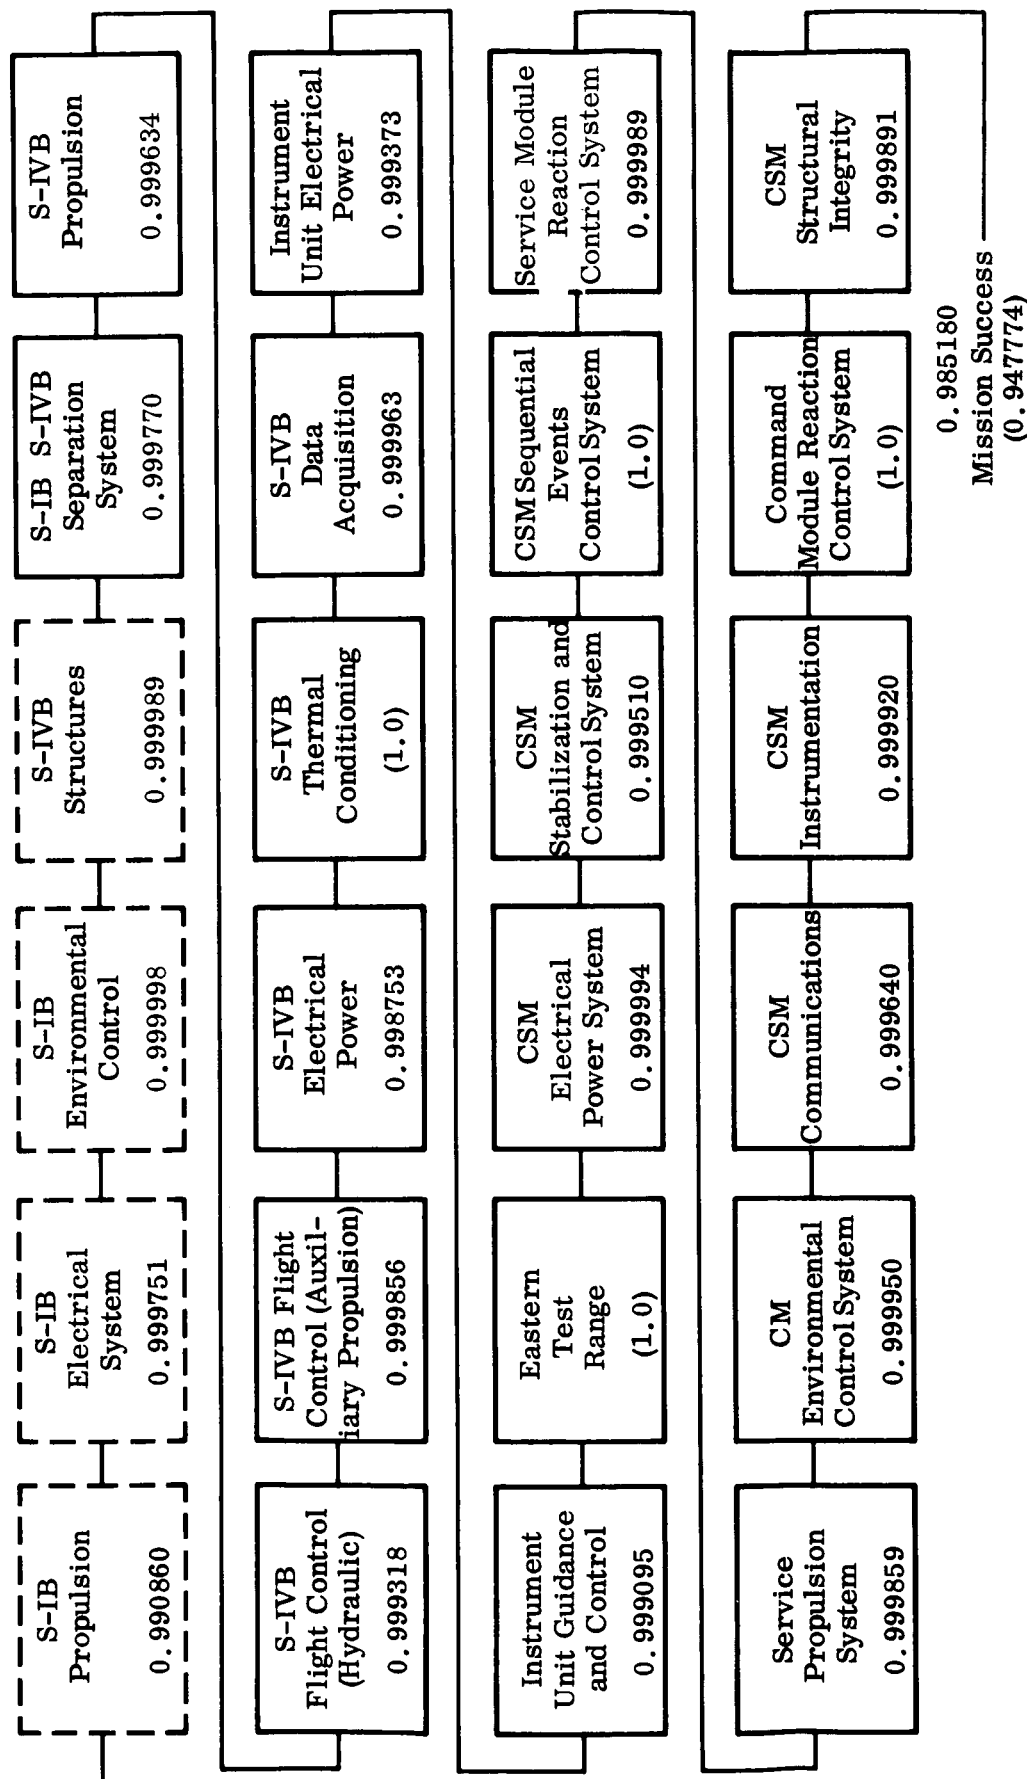 S-IB
Propulsion
0.990860
S-IB
Electrical
System
0.999751
S-IB
Environmental
Control
0.999998
S-IVB
Structures
0.999989
S-IB S-IVB
Separation
System
0.999770
S-IVB
Propulsion
0.999634
S-IVB
Flight Control
(Hydraulic)
0.999318
S-IVB Flight
Control (Auxil-
iary Propulsion)
0.999856
S-IVB
Electrical
Power
0.998753
S-IVB
Thermal
Conditioning
(1.0)
S-IVB
Data
Acquisition
0.999963
Instrument
Unit Electrical
Power
0.999373
Instrument
Unit Guidance
and Control
0.999095
Eastern
Test
Range
(1.0)
CSM
Electrical
Power System
0.999994
CSM
Stabilization and
Control System
0.999510
CSM Sequential
Events
Control System
(1.0)
Service Module
Reaction
Control System
0.999989
Service
Propulsion
System
0.999859
CM
Environmental
Control System
0.999950
CSM
Communications
0.999640
CSM
Instrumentation
0.999920
Command
Module Reaction
Control System
(1.0)
CSM
Structural
Integrity
0.999891
0.985180
Mission Success
(0.947774)